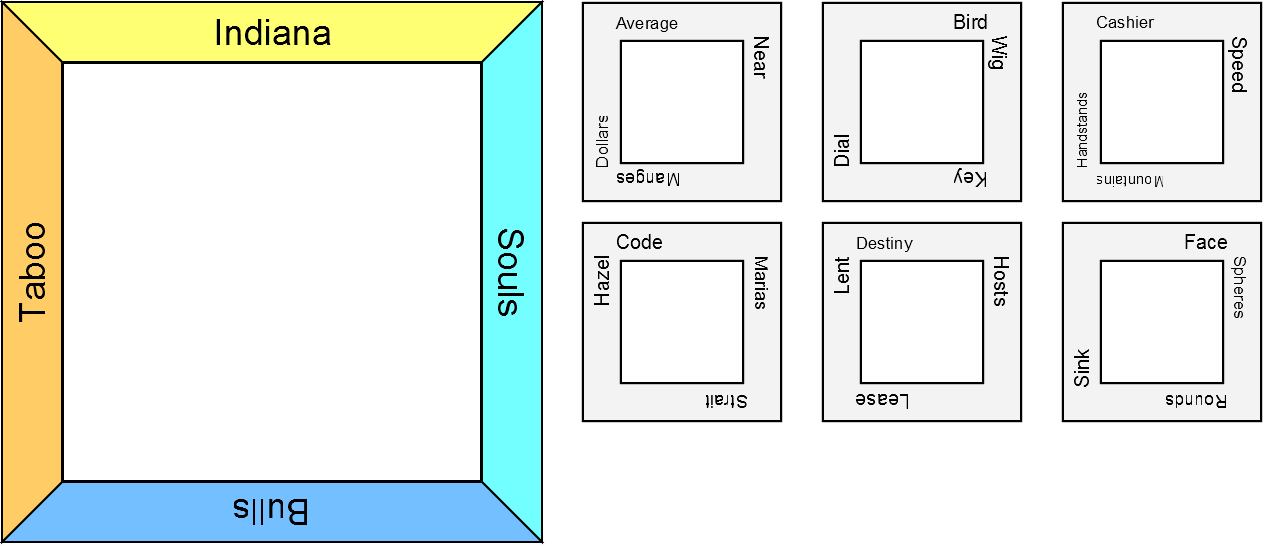 Indiana
Taboo
Souls
Bulls
Average
Near
Dollars
Manges
Bird
Wig
Dial
Key
Cashier
Speed
Handstands
Mountains
Code
Hazel
Marias
Strait
Destiny
Lent
Hosts
Lease
Face
Spheres
Sink
Rounds